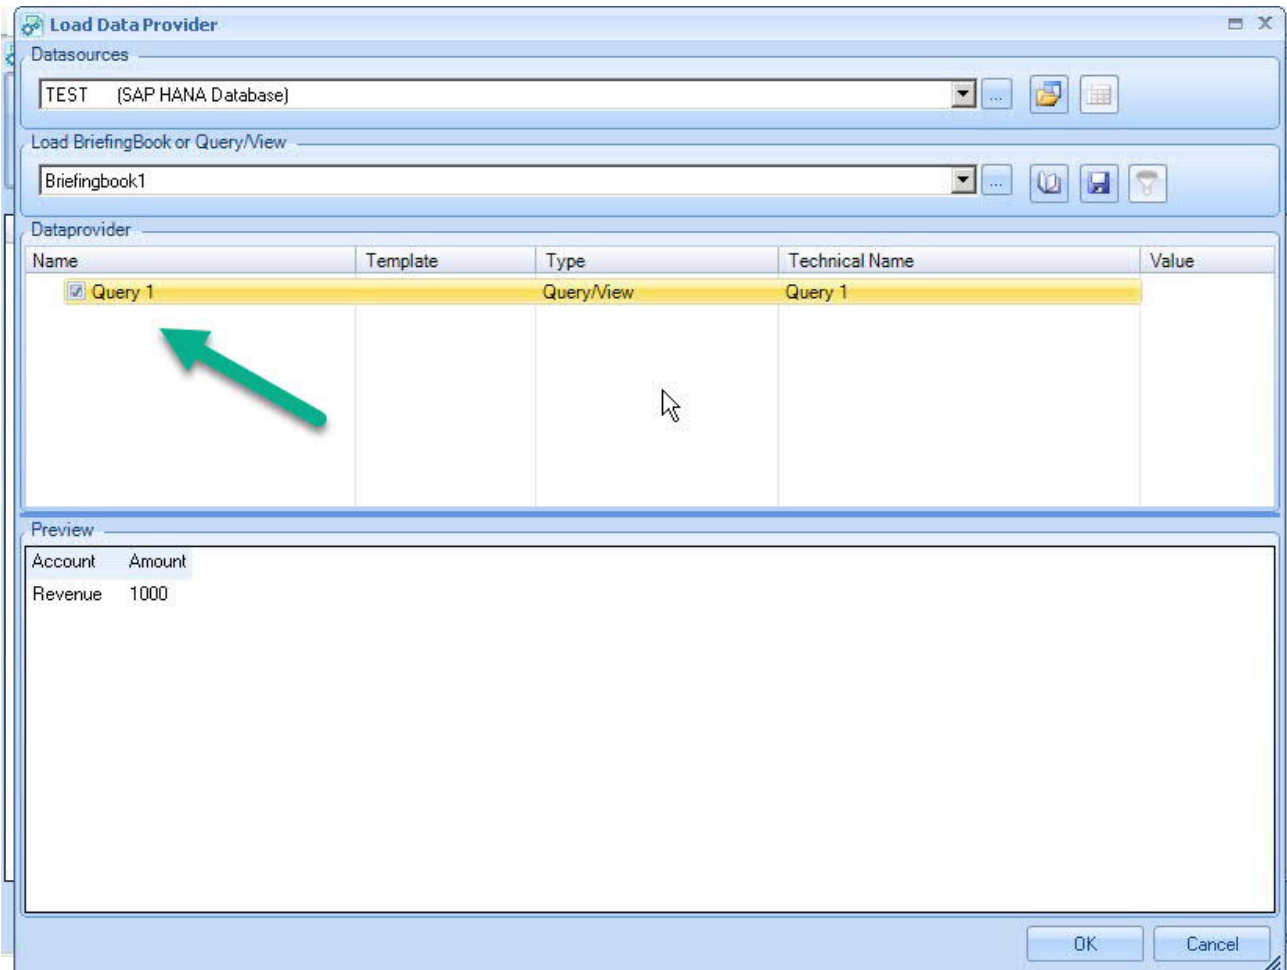 Load Data Provider
Datasources
TEST (SAP HANA Database)
...
Load BriefingBook or Query/View
Briefingbook1
...
Dataprovider
Name Template Type Technical Name Value
Query 1 Query/View Query 1
Preview
Account Amount
Revenue 1000
OK Cancel